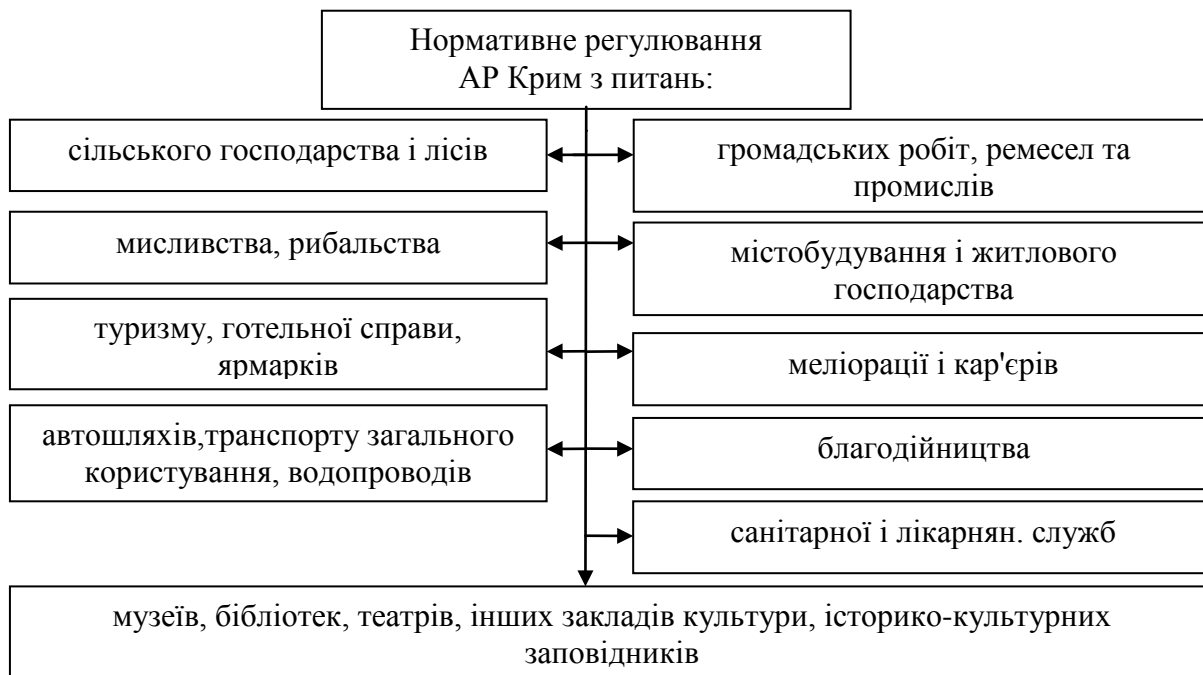 Нормативне регулювання
АР Крим з питань:
сільського господарства і лісів
громадських робіт, ремесел та
промислів
мисливства, рибальства
містобудування і житлового
господарства
туризму, готельної справи,
ярмарків
меліорації і кар'єрів
автошляхів,транспорту загального
користування, водопроводів
благодійництва
санітарної і лікарнян. служб
музеїв, бібліотек, театрів, інших закладів культури, історико-культурних
заповідників